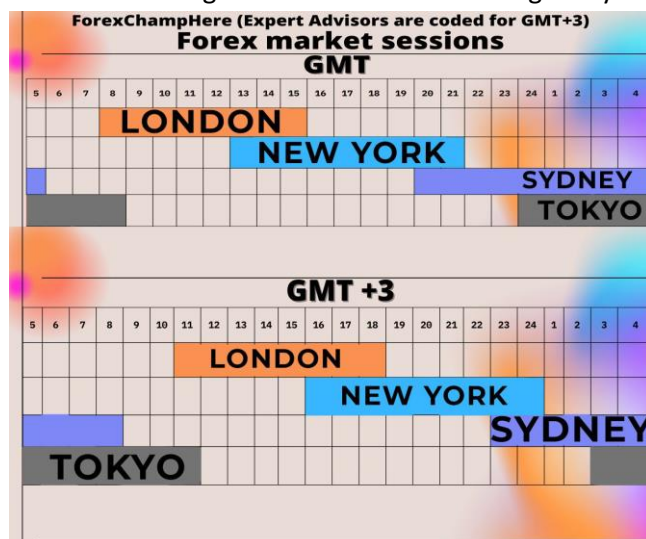 ForexChampHere (Expert Advisors are coded for GMT+3)
Forex market sessions
GMT
5 6 7 8 9 10 11 12 13 14 15 16 17 18 19 20 21 22 23 24 1 2 3 4
LONDON
NEW YORK
SYDNEY
TOKYO
GMT +3
5 6 7 8 9 10 11 12 13 14 15 16 17 18 19 20 21 22 23 24 1 2 3 4
LONDON
NEW YORK
SYDNEY
TOKYO